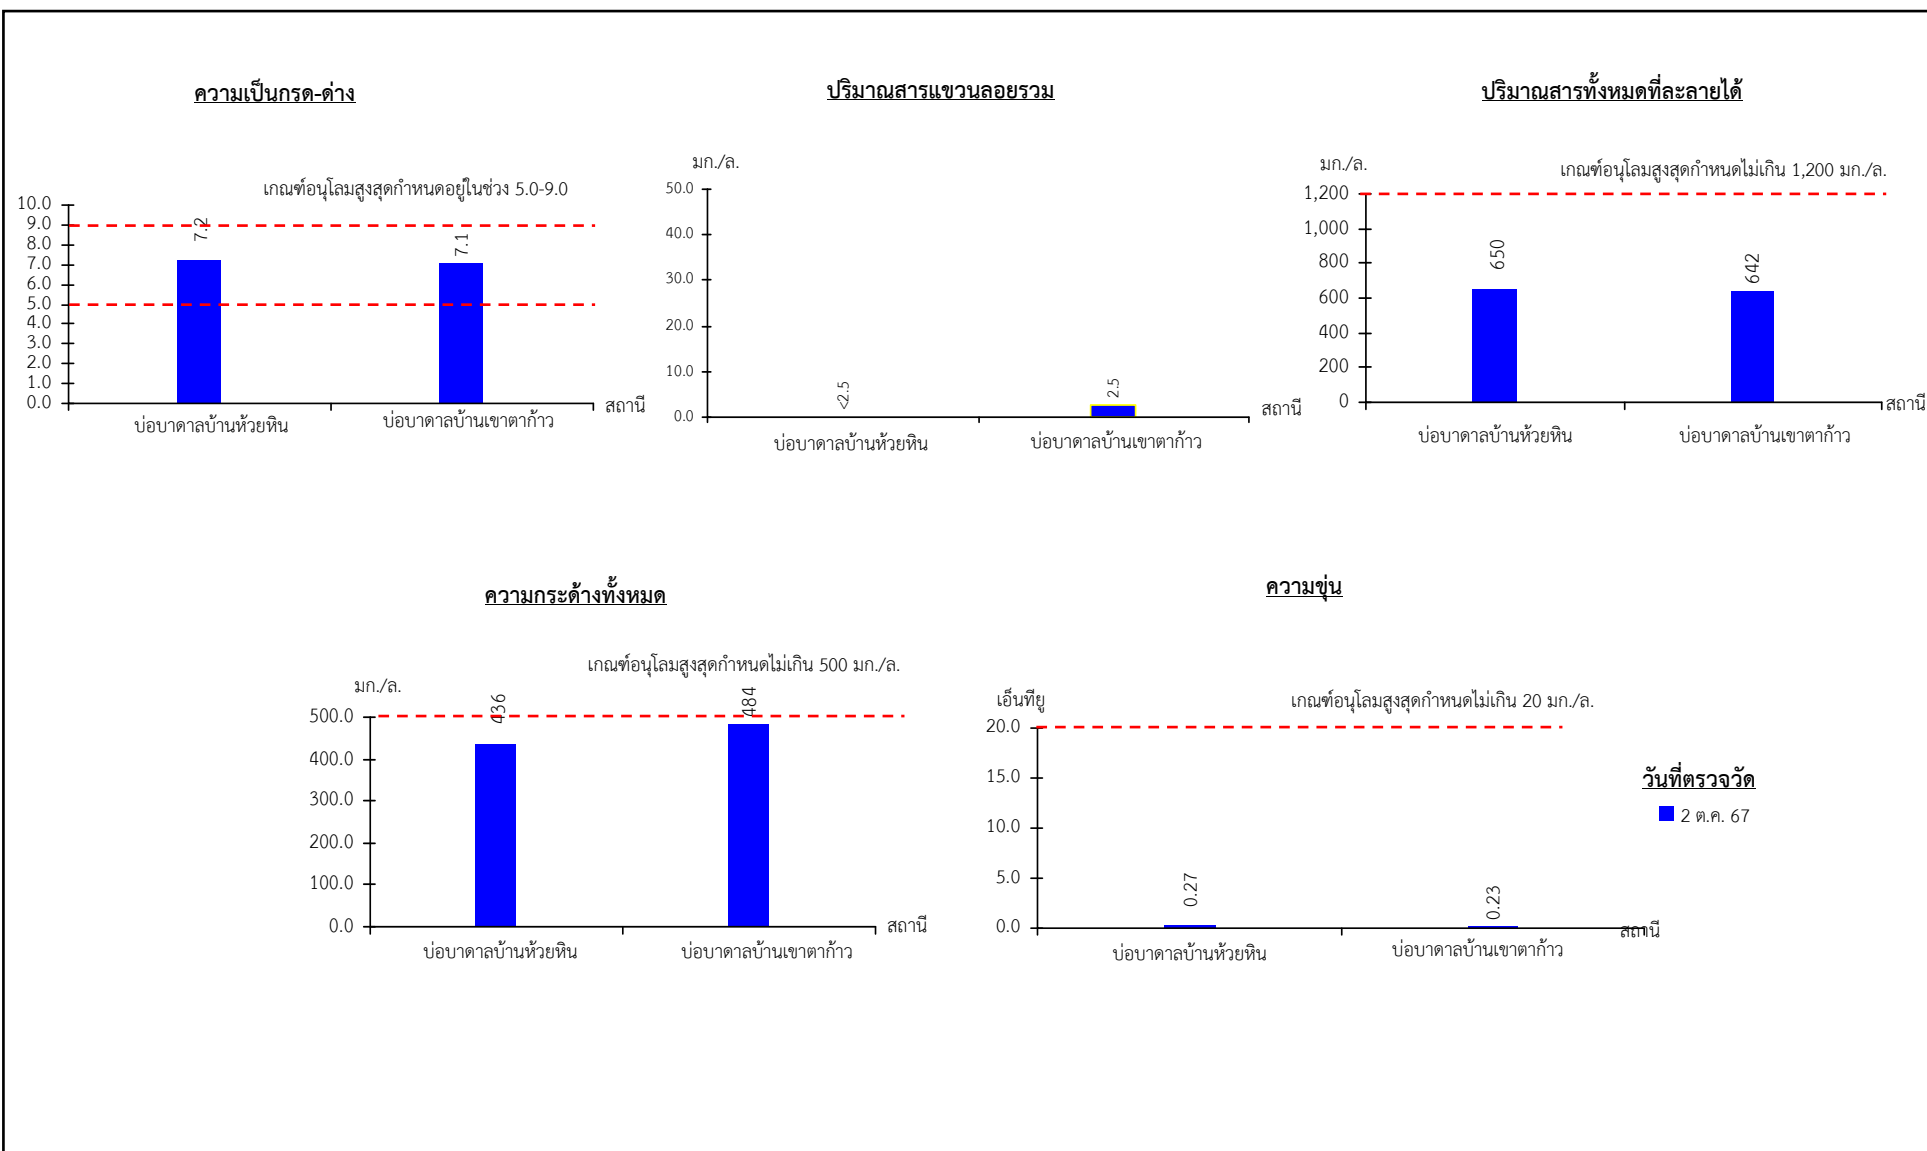 ความเป็นกรด-ด่าง
เกณฑ์อนุโลมสูงสุดกำหนดอยู่ในช่วง 5.0-9.0
10.0
9.0
8.0
7.0
6.0
5.0
4.0
3.0
2.0
1.0
0.0
7.2
7.1
สถานี
บ่อบาดาลบ้านห้วยหิน
บ่อบาดาลบ้านเขาตาก้าว
ปริมาณสารแขวนลอยรวม
มก./ล.
50.0
40.0
30.0
20.0
10.0
0.0
<2.5
2.5
สถานี
บ่อบาดาลบ้านห้วยหิน
บ่อบาดาลบ้านเขาตาก้าว
ปริมาณสารทั้งหมดที่ละลายได้
มก./ล.
เกณฑ์อนุโลมสูงสุดกำหนดไม่เกิน 1,200 มก./ล.
1,200
1,000
800
600
400
200
0
650
642
สถานี
บ่อบาดาลบ้านห้วยหิน
บ่อบาดาลบ้านเขาตาก้าว
ความกระด้างทั้งหมด
เกณฑ์อนุโลมสูงสุดกำหนดไม่เกิน 500 มก./ล.
มก./ล.
500.0
400.0
300.0
200.0
100.0
0.0
436
484
สถานี
บ่อบาดาลบ้านห้วยหิน
บ่อบาดาลบ้านเขาตาก้าว
ความขุ่น
เอ็นทียู
เกณฑ์อนุโลมสูงสุดกำหนดไม่เกิน 20 มก./ล.
20.0
15.0
10.0
5.0
0.0
0.27
0.23
สถานี
บ่อบาดาลบ้านห้วยหิน
บ่อบาดาลบ้านเขาตาก้าว
วันที่ตรวจวัด
2 ต.ค. 67